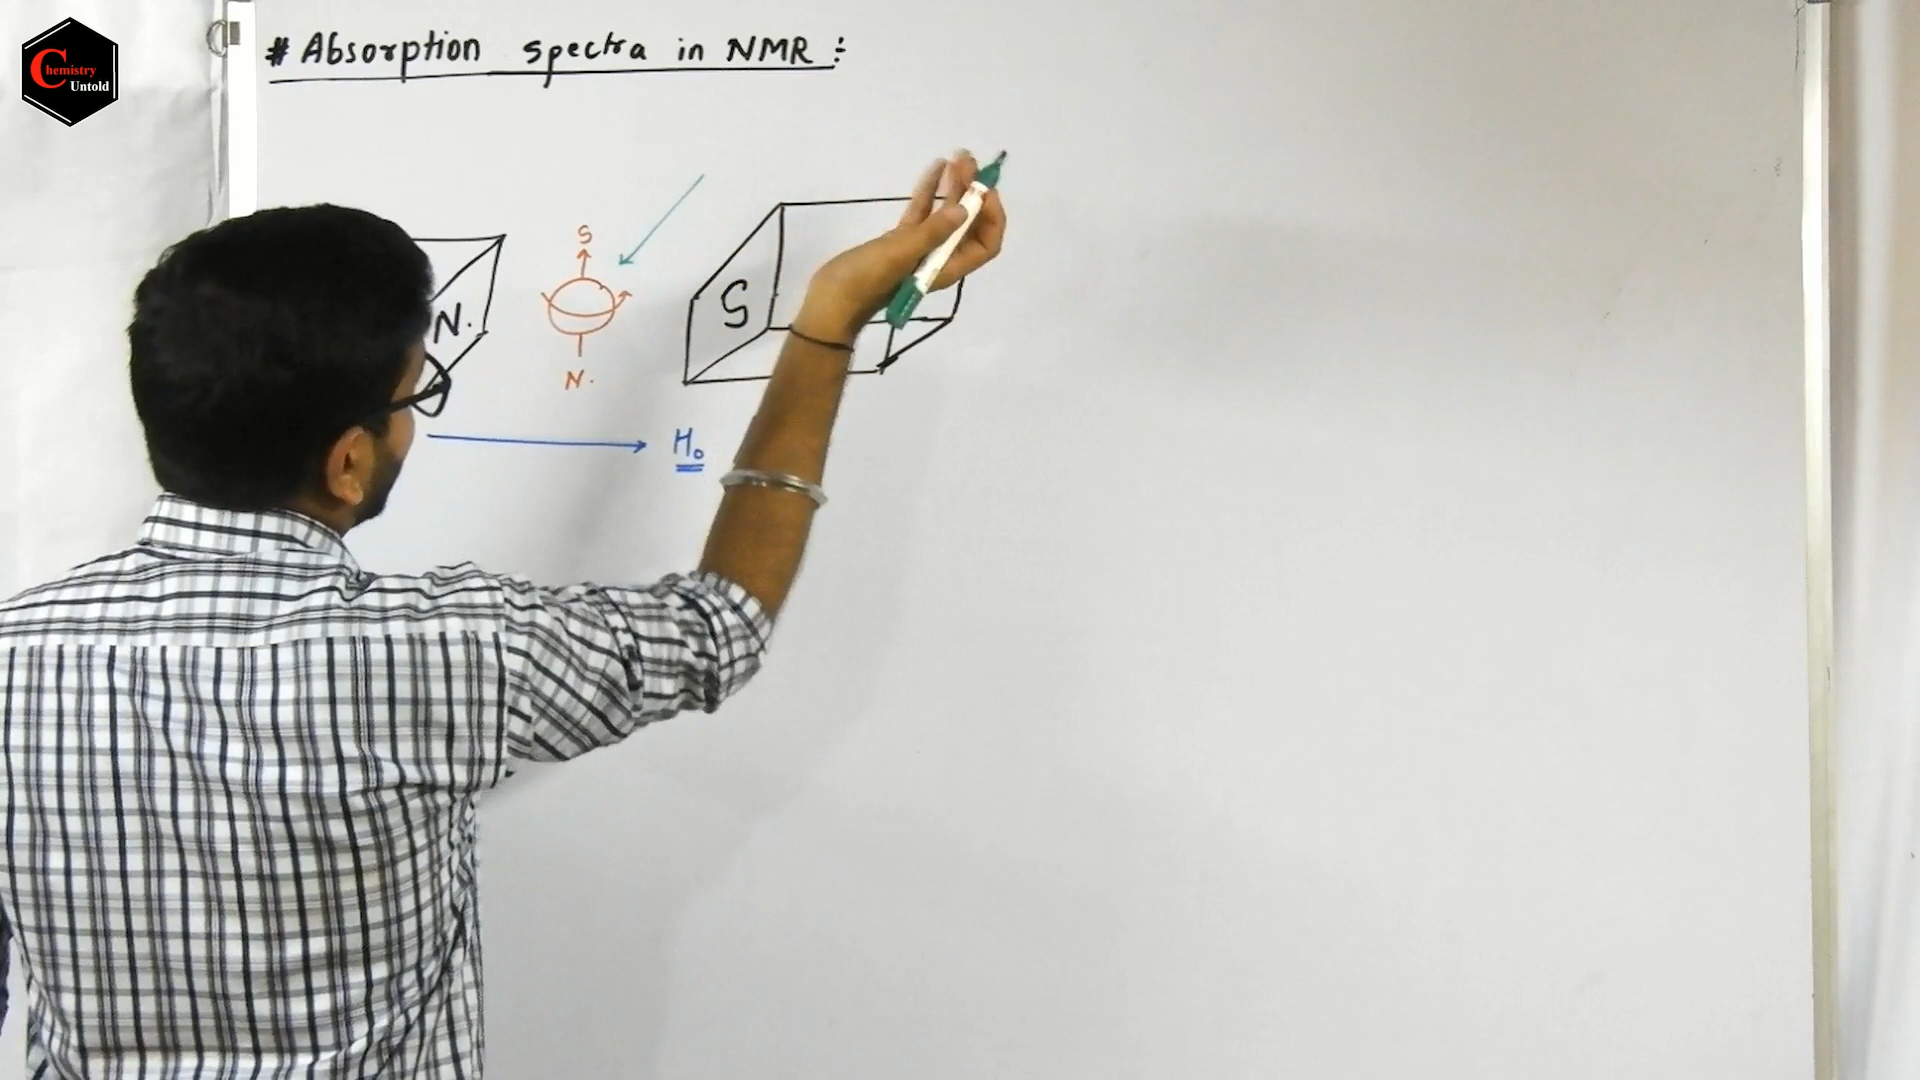 Chemistry
Untold
# Absorption spectra in NMR :
S
N.
S
N.
H₀